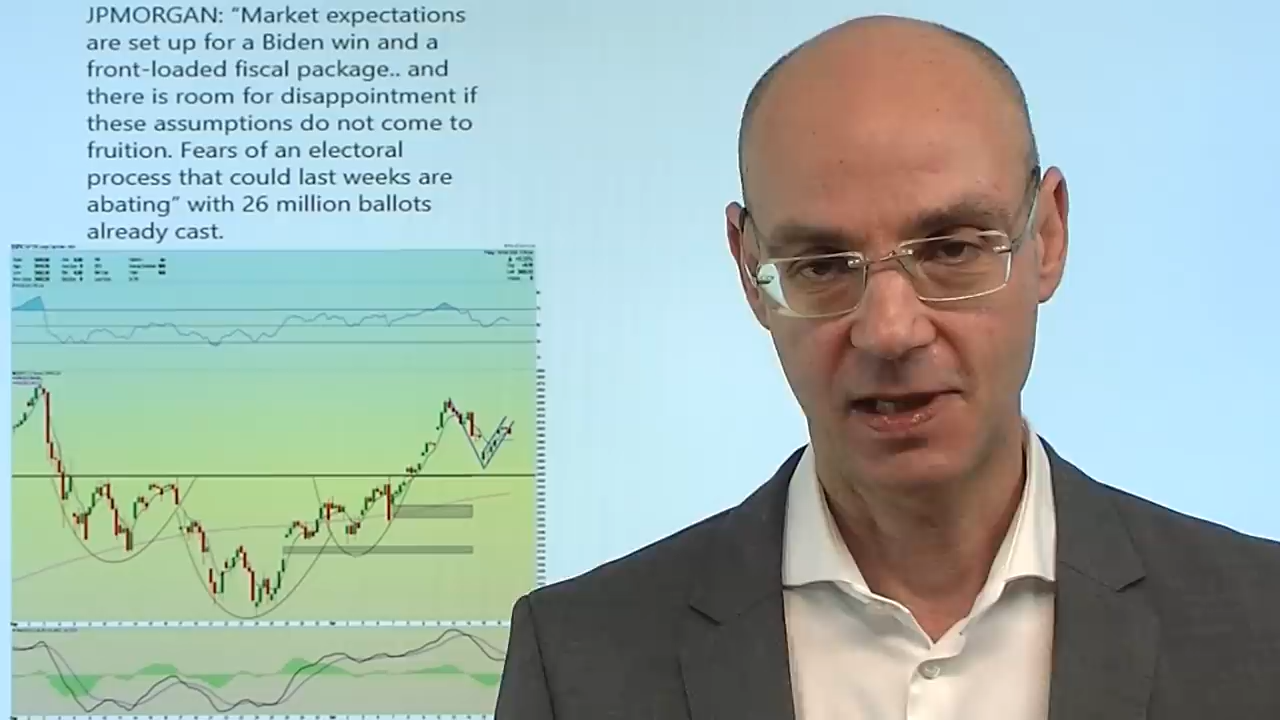 JPMORGAN: “Market expectations
are set up for a Biden win and a
front-loaded fiscal package.. and
there is room for disappointment if
these assumptions do not come to
fruition. Fears of an electoral
process that could last weeks are
abating” with 26 million ballots
already cast.